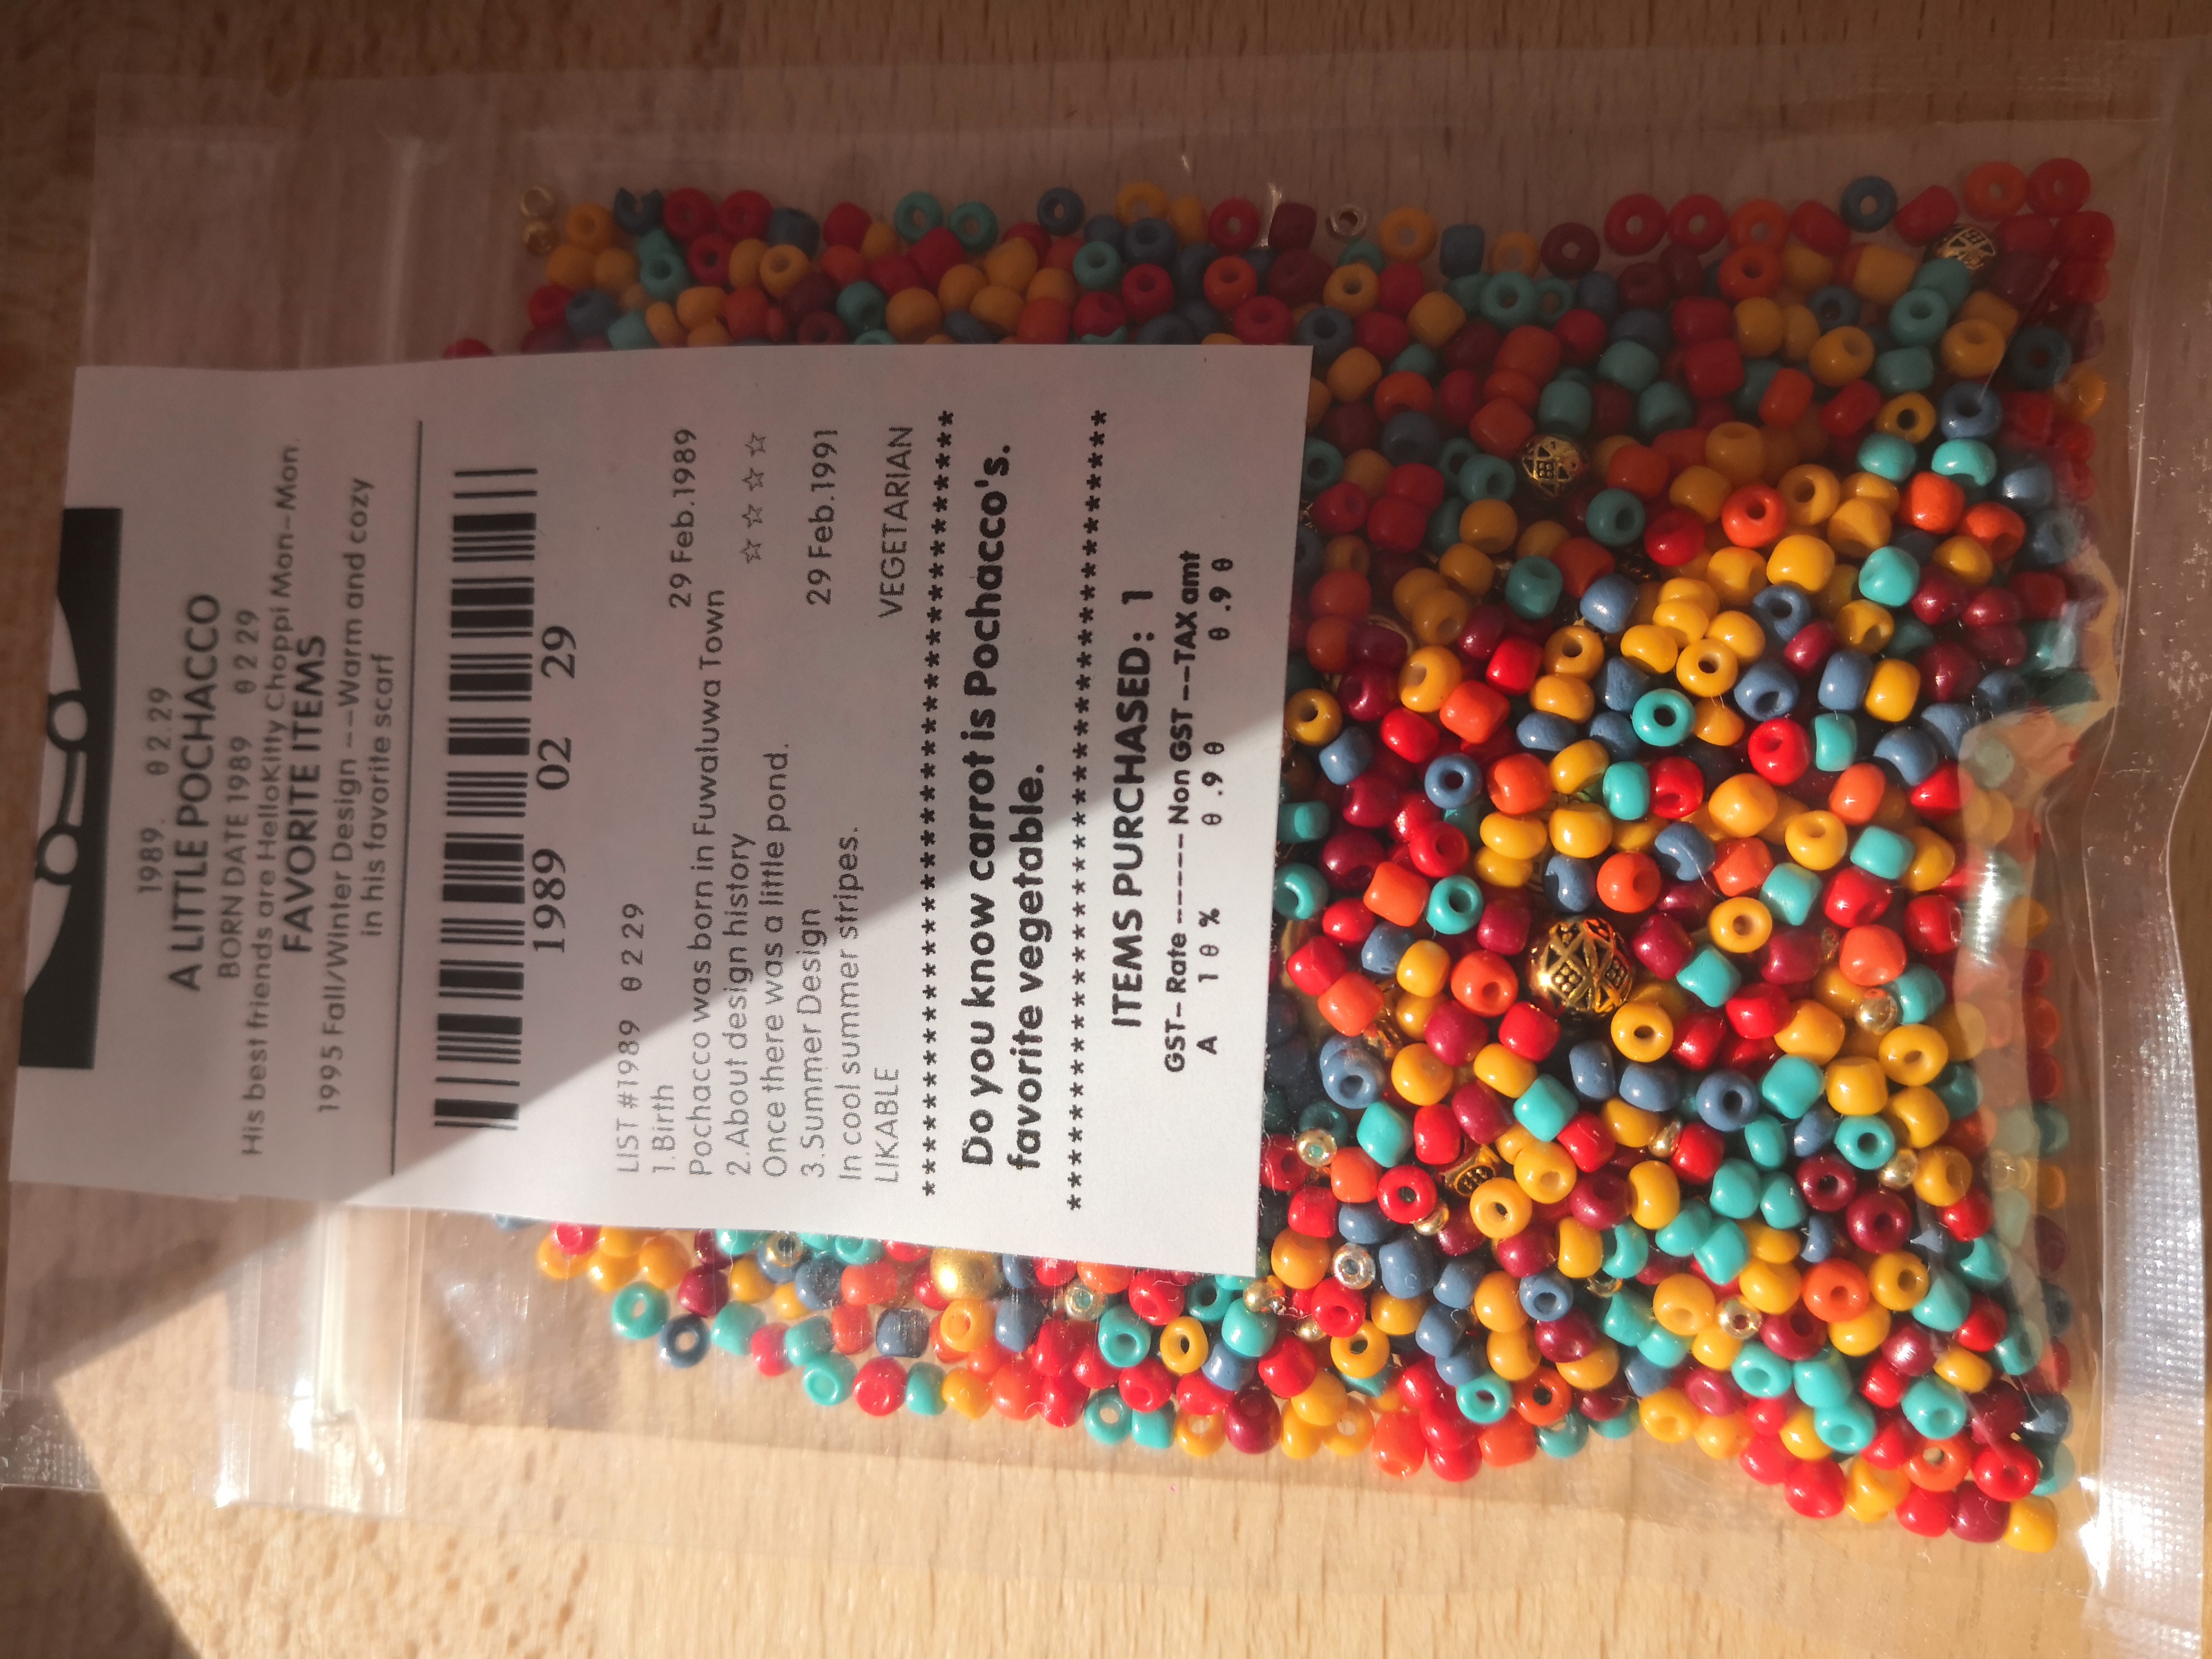 1989. 02.29
A LITTLE POCHACCO
BORN DATE 1989 0229
His best friends are HelloKitty Choppi Mon-Mon.
FAVORITE ITEMS
1995 Fall/Winter Design --Warm and cozy
in his favorite scarf
1989 02 29
LIST #1989 0229
1.Birth 29 Feb.1989
Pochacco was born in Fuwaluwa Town
2.About design history ☆☆☆☆
Once there was a little pond.
3.Summer Design 29 Feb.1991
In cool summer stripes.
LIKABLE VEGETARIAN
************************************
Do you know carrot is Pochacco's.
favorite vegetable.
************************************
ITEMS PURCHASED: 1
GST- Rate ------ Non GST --TAX amt
A 10% 0.90 0.90